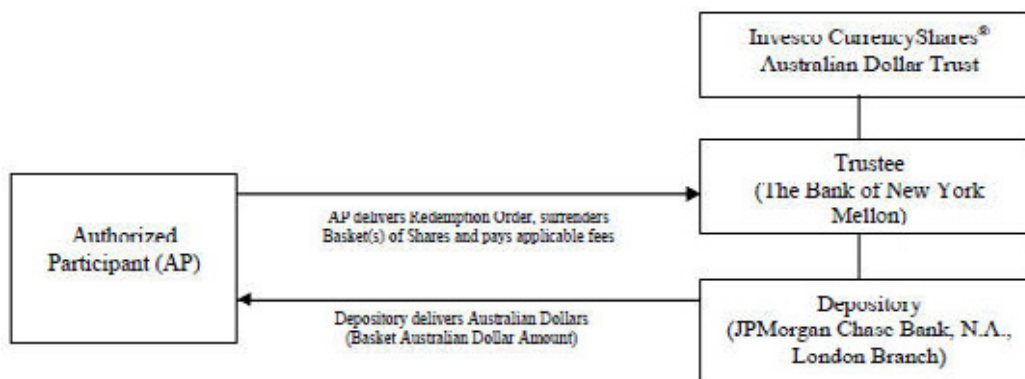 Invesco CurrencyShares®
Australian Dollar Trust
Trustee
(The Bank of New York
Mellon)
AP delivers Redemption Order, surrenders
Basket(s) of Shares and pays applicable fees
Authorized
Participant (AP)
Depository delivers Australian Dollars
(Basket Australian Dollar Amount)
Depository
(JPMorgan Chase Bank, N.A.,
London Branch)